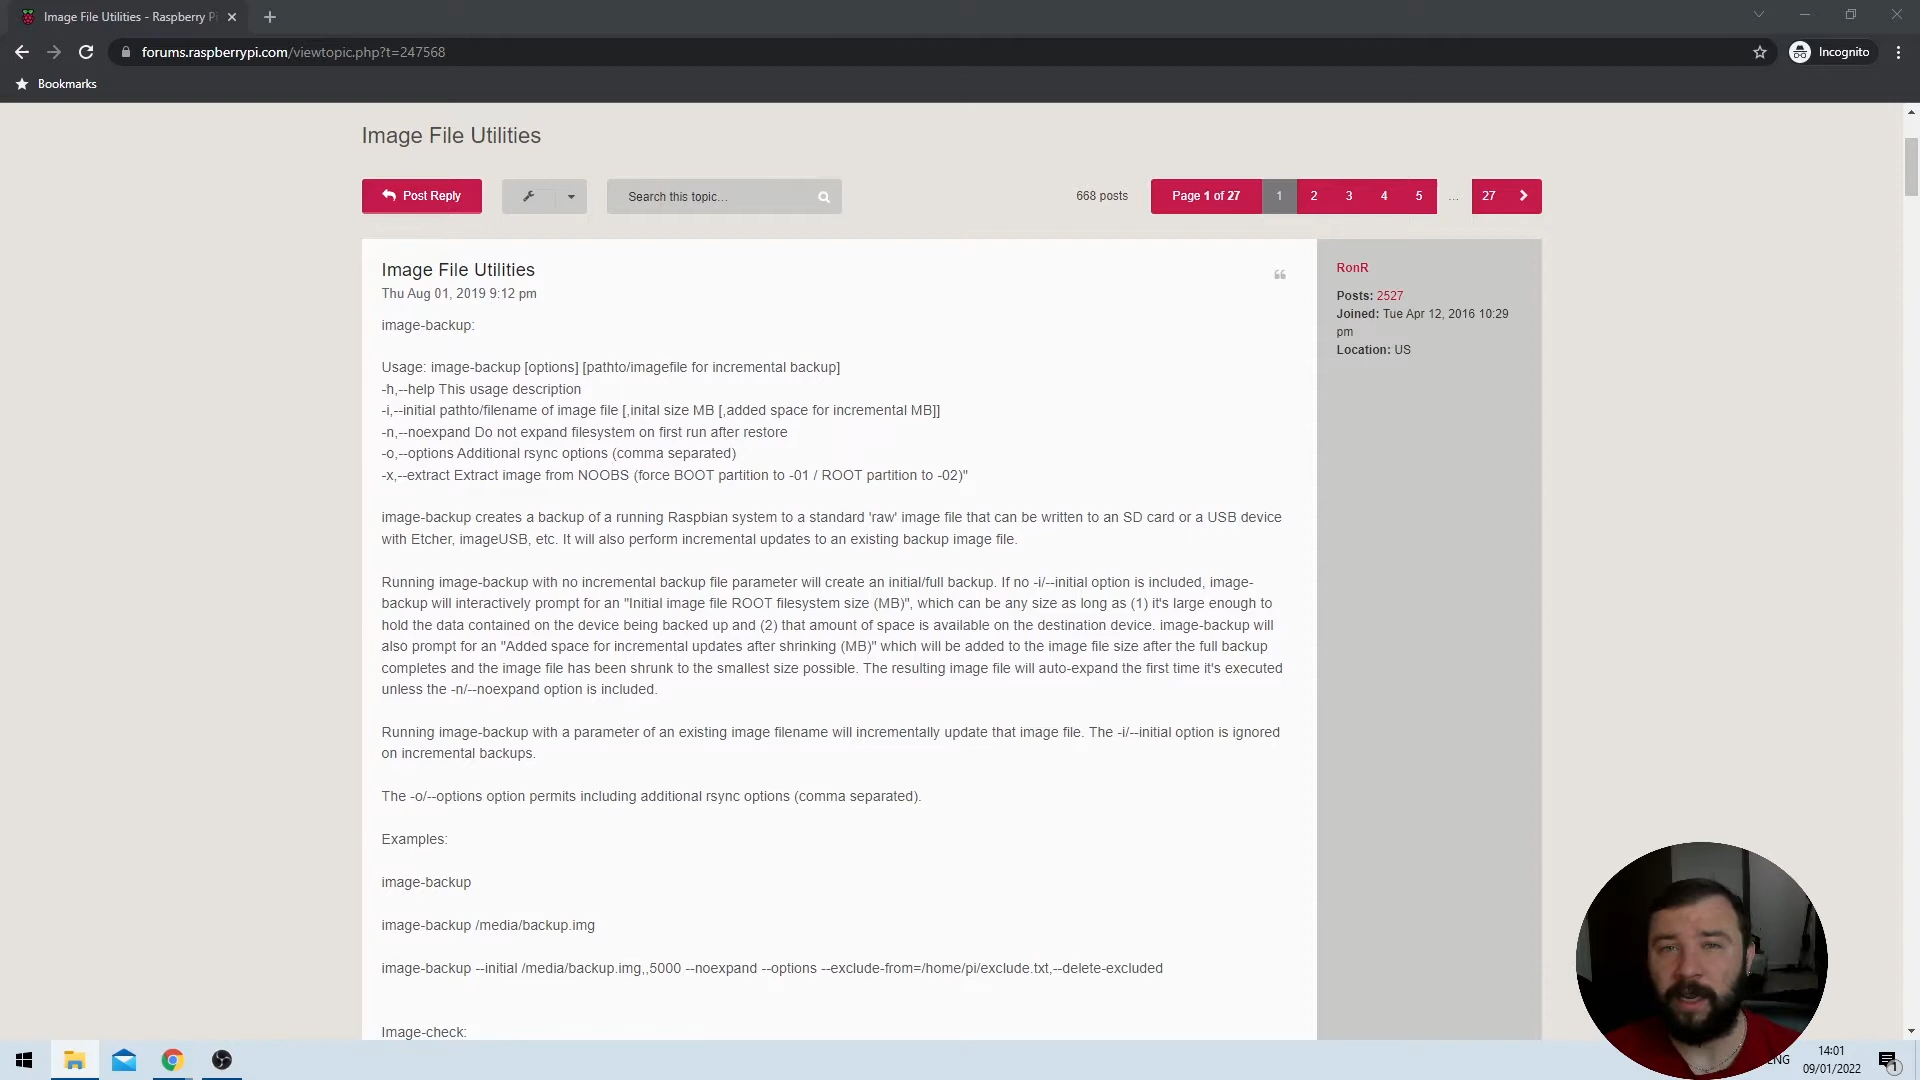 Image File Utilities - Raspberry Pi
forums.raspberrypi.com/viewtopic.php?t=247568
Incognito
Bookmarks
Image File Utilities
Post Reply
Search this topic…
668 posts
Page 1 of 27
1
2
3
4
5
...
27
Image File Utilities
Thu Aug 01, 2019 9:12 pm
image-backup:
Usage: image-backup [options] [pathto/imagefile for incremental backup]
-h,--help This usage description
-i,--initial pathto/filename of image file [,inital size MB [,added space for incremental MB]]
-n,--noexpand Do not expand filesystem on first run after restore
-o,--options Additional rsync options (comma separated)
-x,--extract Extract image from NOOBS (force BOOT partition to -01 / ROOT partition to -02)"
image-backup creates a backup of a running Raspbian system to a standard 'raw' image file that can be written to an SD card or a USB device
with Etcher, imageUSB, etc. It will also perform incremental updates to an existing backup image file.
Running image-backup with no incremental backup file parameter will create an initial/full backup. If no -i/--initial option is included, image-
backup will interactively prompt for an "Initial image file ROOT filesystem size (MB)", which can be any size as long as (1) it's large enough to
hold the data contained on the device being backed up and (2) that amount of space is available on the destination device. image-backup will
also prompt for an "Added space for incremental updates after shrinking (MB)" which will be added to the image file size after the full backup
completes and the image file has been shrunk to the smallest size possible. The resulting image file will auto-expand the first time it's executed
unless the -n/--noexpand option is included.
Running image-backup with a parameter of an existing image filename will incrementally update that image file. The -i/--initial option is ignored
on incremental backups.
The -o/--options option permits including additional rsync options (comma separated).
Examples:
image-backup
image-backup /media/backup.img
image-backup --initial /media/backup.img,,5000 --noexpand --options --exclude-from=/home/pi/exclude.txt,--delete-excluded
Image-check:
RonR
Posts: 2527
Joined: Tue Apr 12, 2016 10:29
pm
Location: US
ENG
14:01
09/01/2022
1